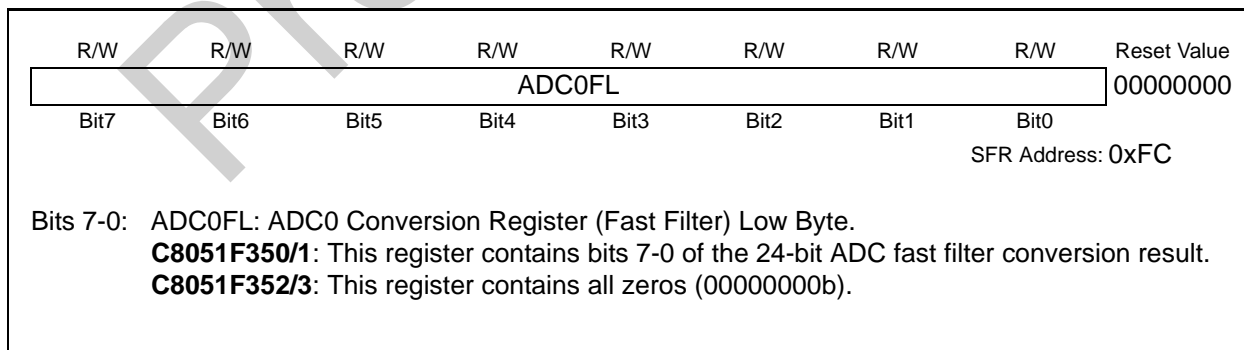 R/W R/W R/W R/W R/W R/W R/W R/W Reset Value
ADC0FL 00000000
Bit7 Bit6 Bit5 Bit4 Bit3 Bit2 Bit1 Bit0
SFR Address: 0xFC
Bits 7-0: ADC0FL: ADC0 Conversion Register (Fast Filter) Low Byte.
C8051F350/1: This register contains bits 7-0 of the 24-bit ADC fast filter conversion result.
C8051F352/3: This register contains all zeros (00000000b).